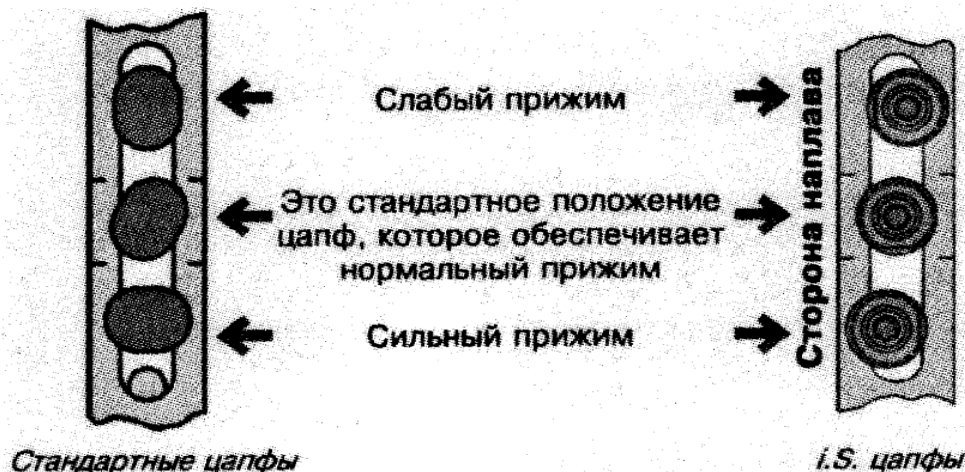 Слабый прижим
Это стандартное положение
цапф, которое обеспечивает
нормальный прижим
Сильный прижим
Сторона наплава
Стандартные цапфы
i.S. цапфы